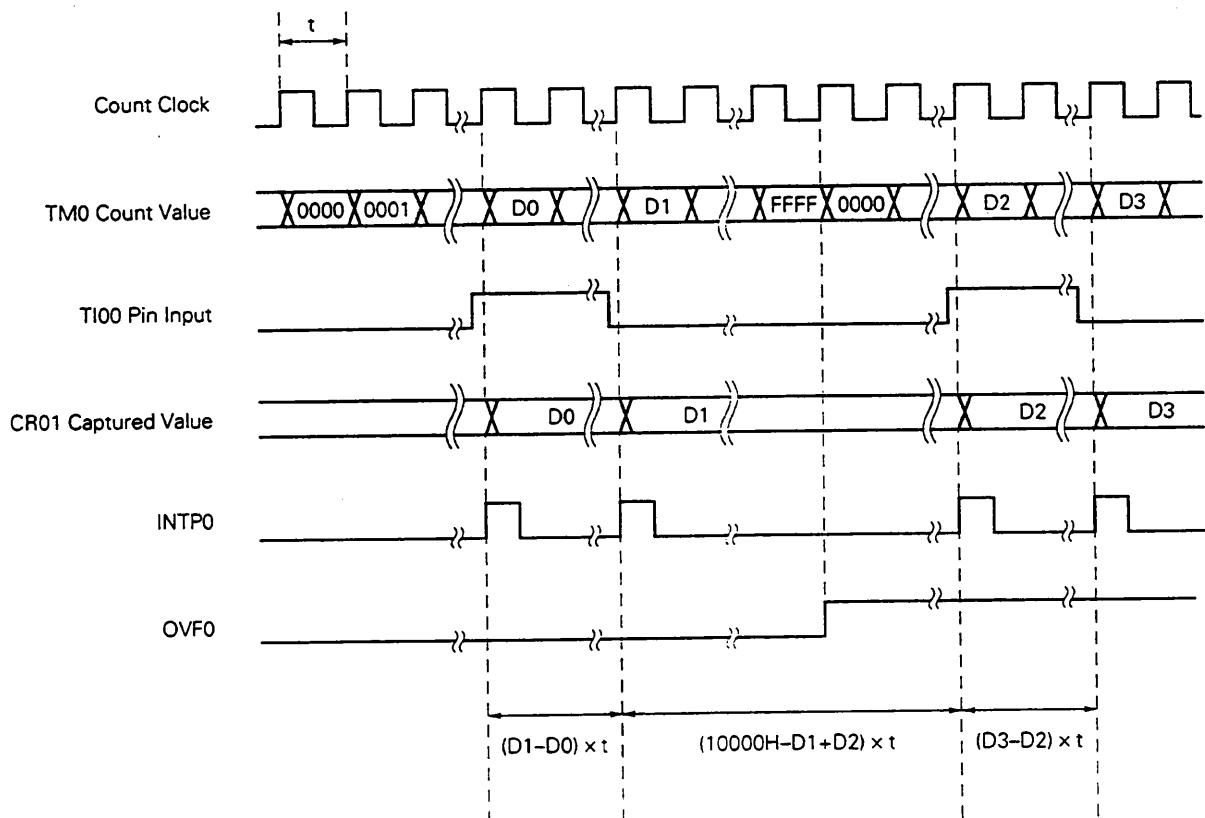 t
Count Clock
TM0 Count Value
0000 0001 D0 D1 FFFF 0000 D2 D3
TI00 Pin Input
CR01 Captured Value
D0 D1 D2 D3
INTP0
OVF0
(D1–D0) × t
(10000H–D1+D2) × t
(D3–D2) × t